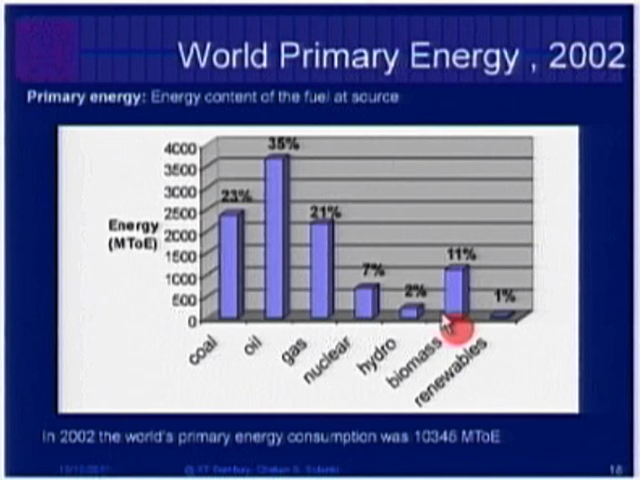 World Primary Energy , 2002
Primary energy: Energy content of the fuel at source
4000
3500
3000
2500
2000
1500
1000
500
0
Energy
(MToE)
23%
35%
21%
7%
2%
11%
1%
coal
oil
gas
nuclear
hydro
biomass
renewables
In 2002 the world's primary energy consumption was 10345 MToE
18